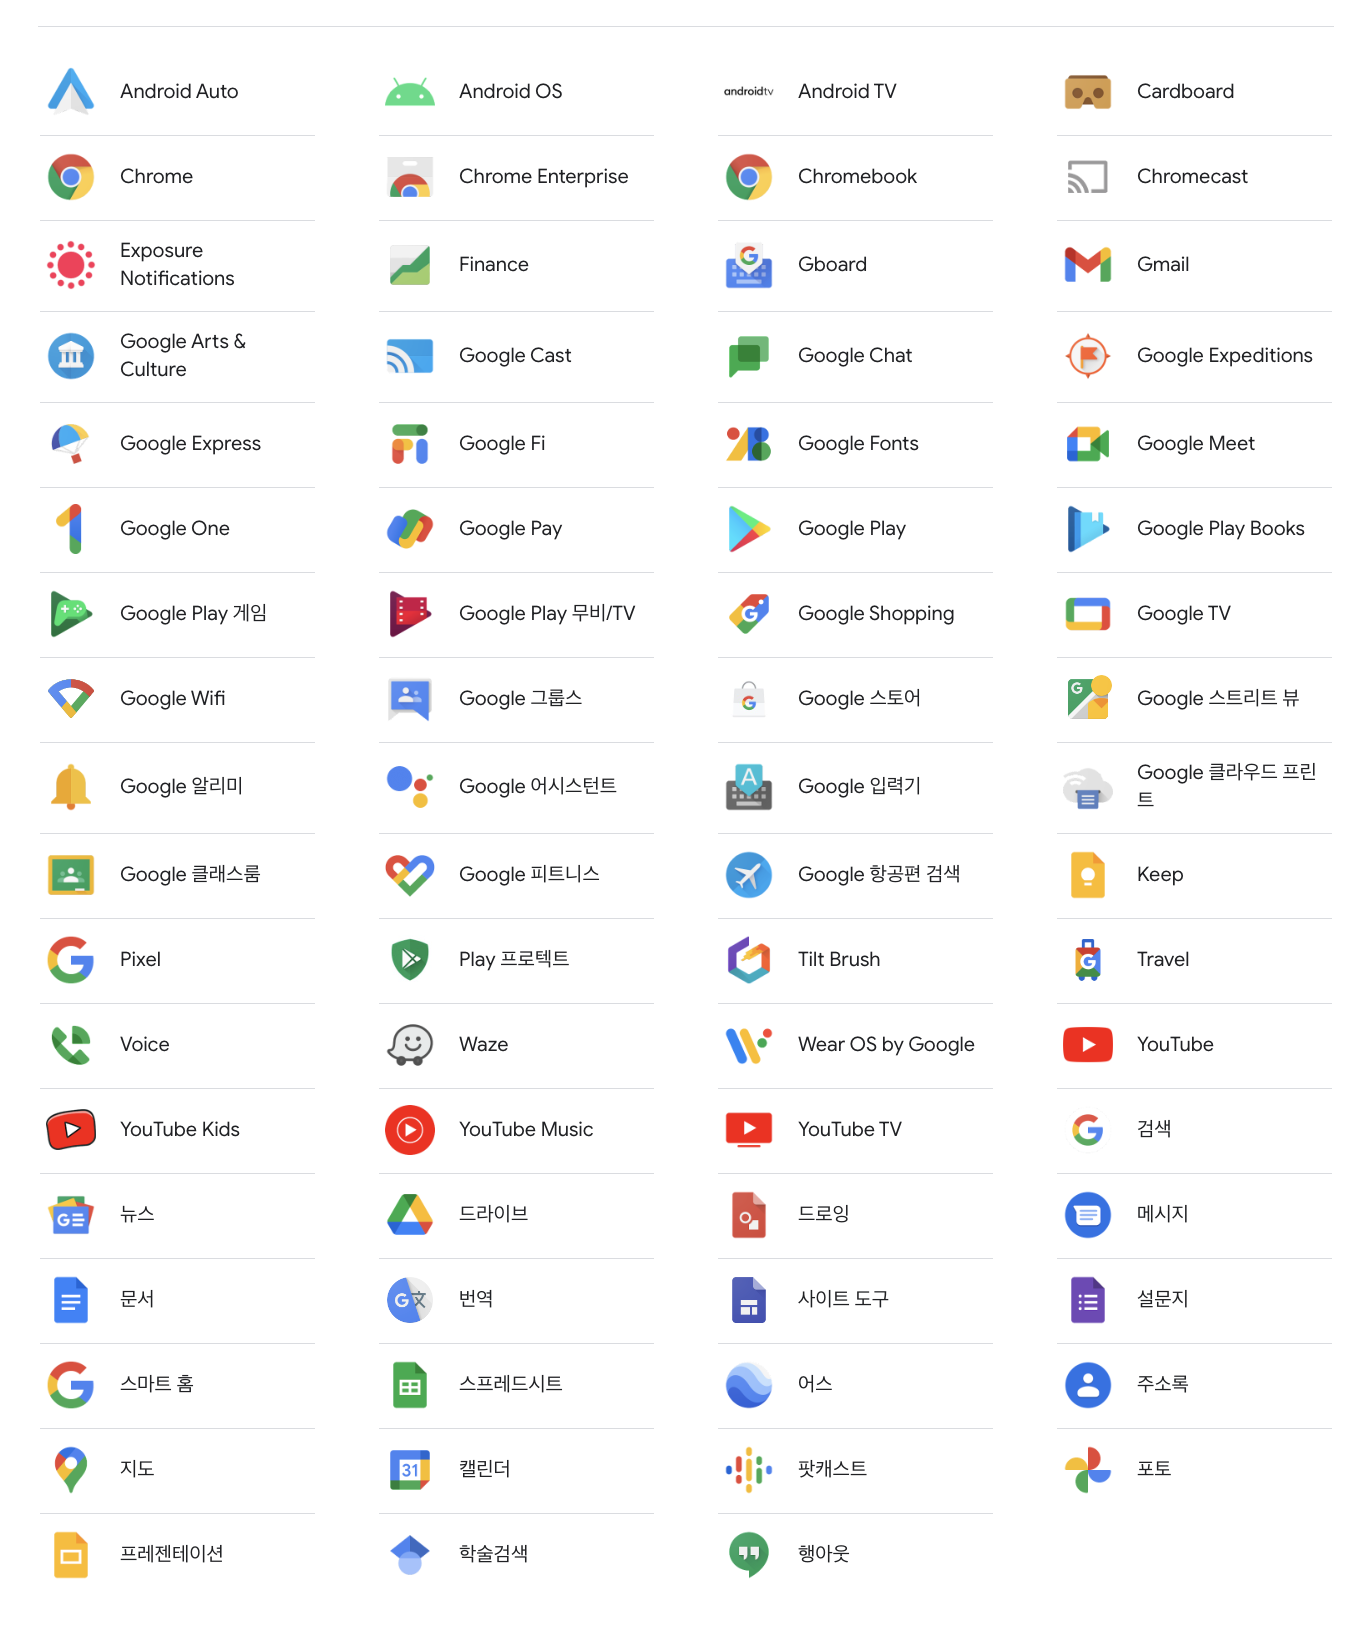 Android Auto
Android OS
androidtv
Android TV
Cardboard
Chrome
Chrome Enterprise
Chromebook
Chromecast
Exposure
Notifications
Finance
G
Gboard
Gmail
Google Arts &
Culture
Google Cast
Google Chat
Google Expeditions
Google Express
Google Fi
Google Fonts
Google Meet
Google One
Google Pay
Google Play
Google Play Books
Google Play 게임
Google Play 무비/TV
G
Google Shopping
Google TV
Google Wifi
Google 그룹스
G
Google 스토어
G
Google 스트리트 뷰
Google 알리미
Google 어시스턴트
A
Google 입력기
Google 클라우드 프린
트
Google 클래스룸
Google 피트니스
Google 항공편 검색
Keep
G
Pixel
Play 프로텍트
Tilt Brush
G
Travel
Voice
Waze
Wear OS by Google
YouTube
YouTube Kids
YouTube Music
YouTube TV
G
검색
G
뉴스
드라이브
드로잉
메시지
문서
G文
번역
사이트 도구
설문지
G
스마트 홈
스프레드시트
어스
주소록
지도
31
캘린더
팟캐스트
포토
프레젠테이션
학술검색
행아웃